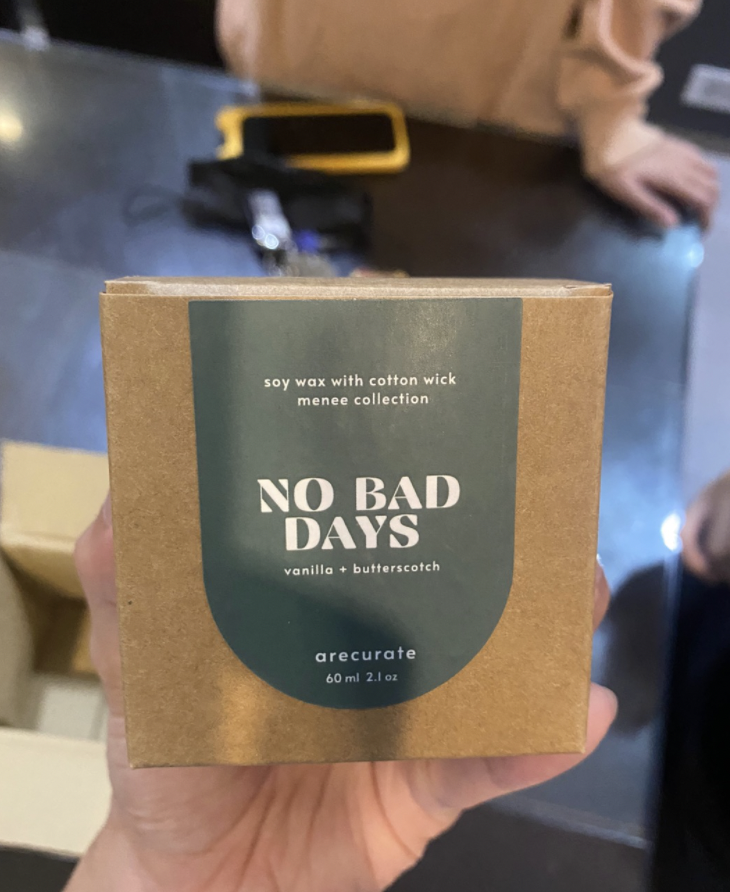 soy wax with cotton wick
menee collection
NO BAD
DAYS
vanilla + butterscotch
arecurate
60 ml 2.1 oz